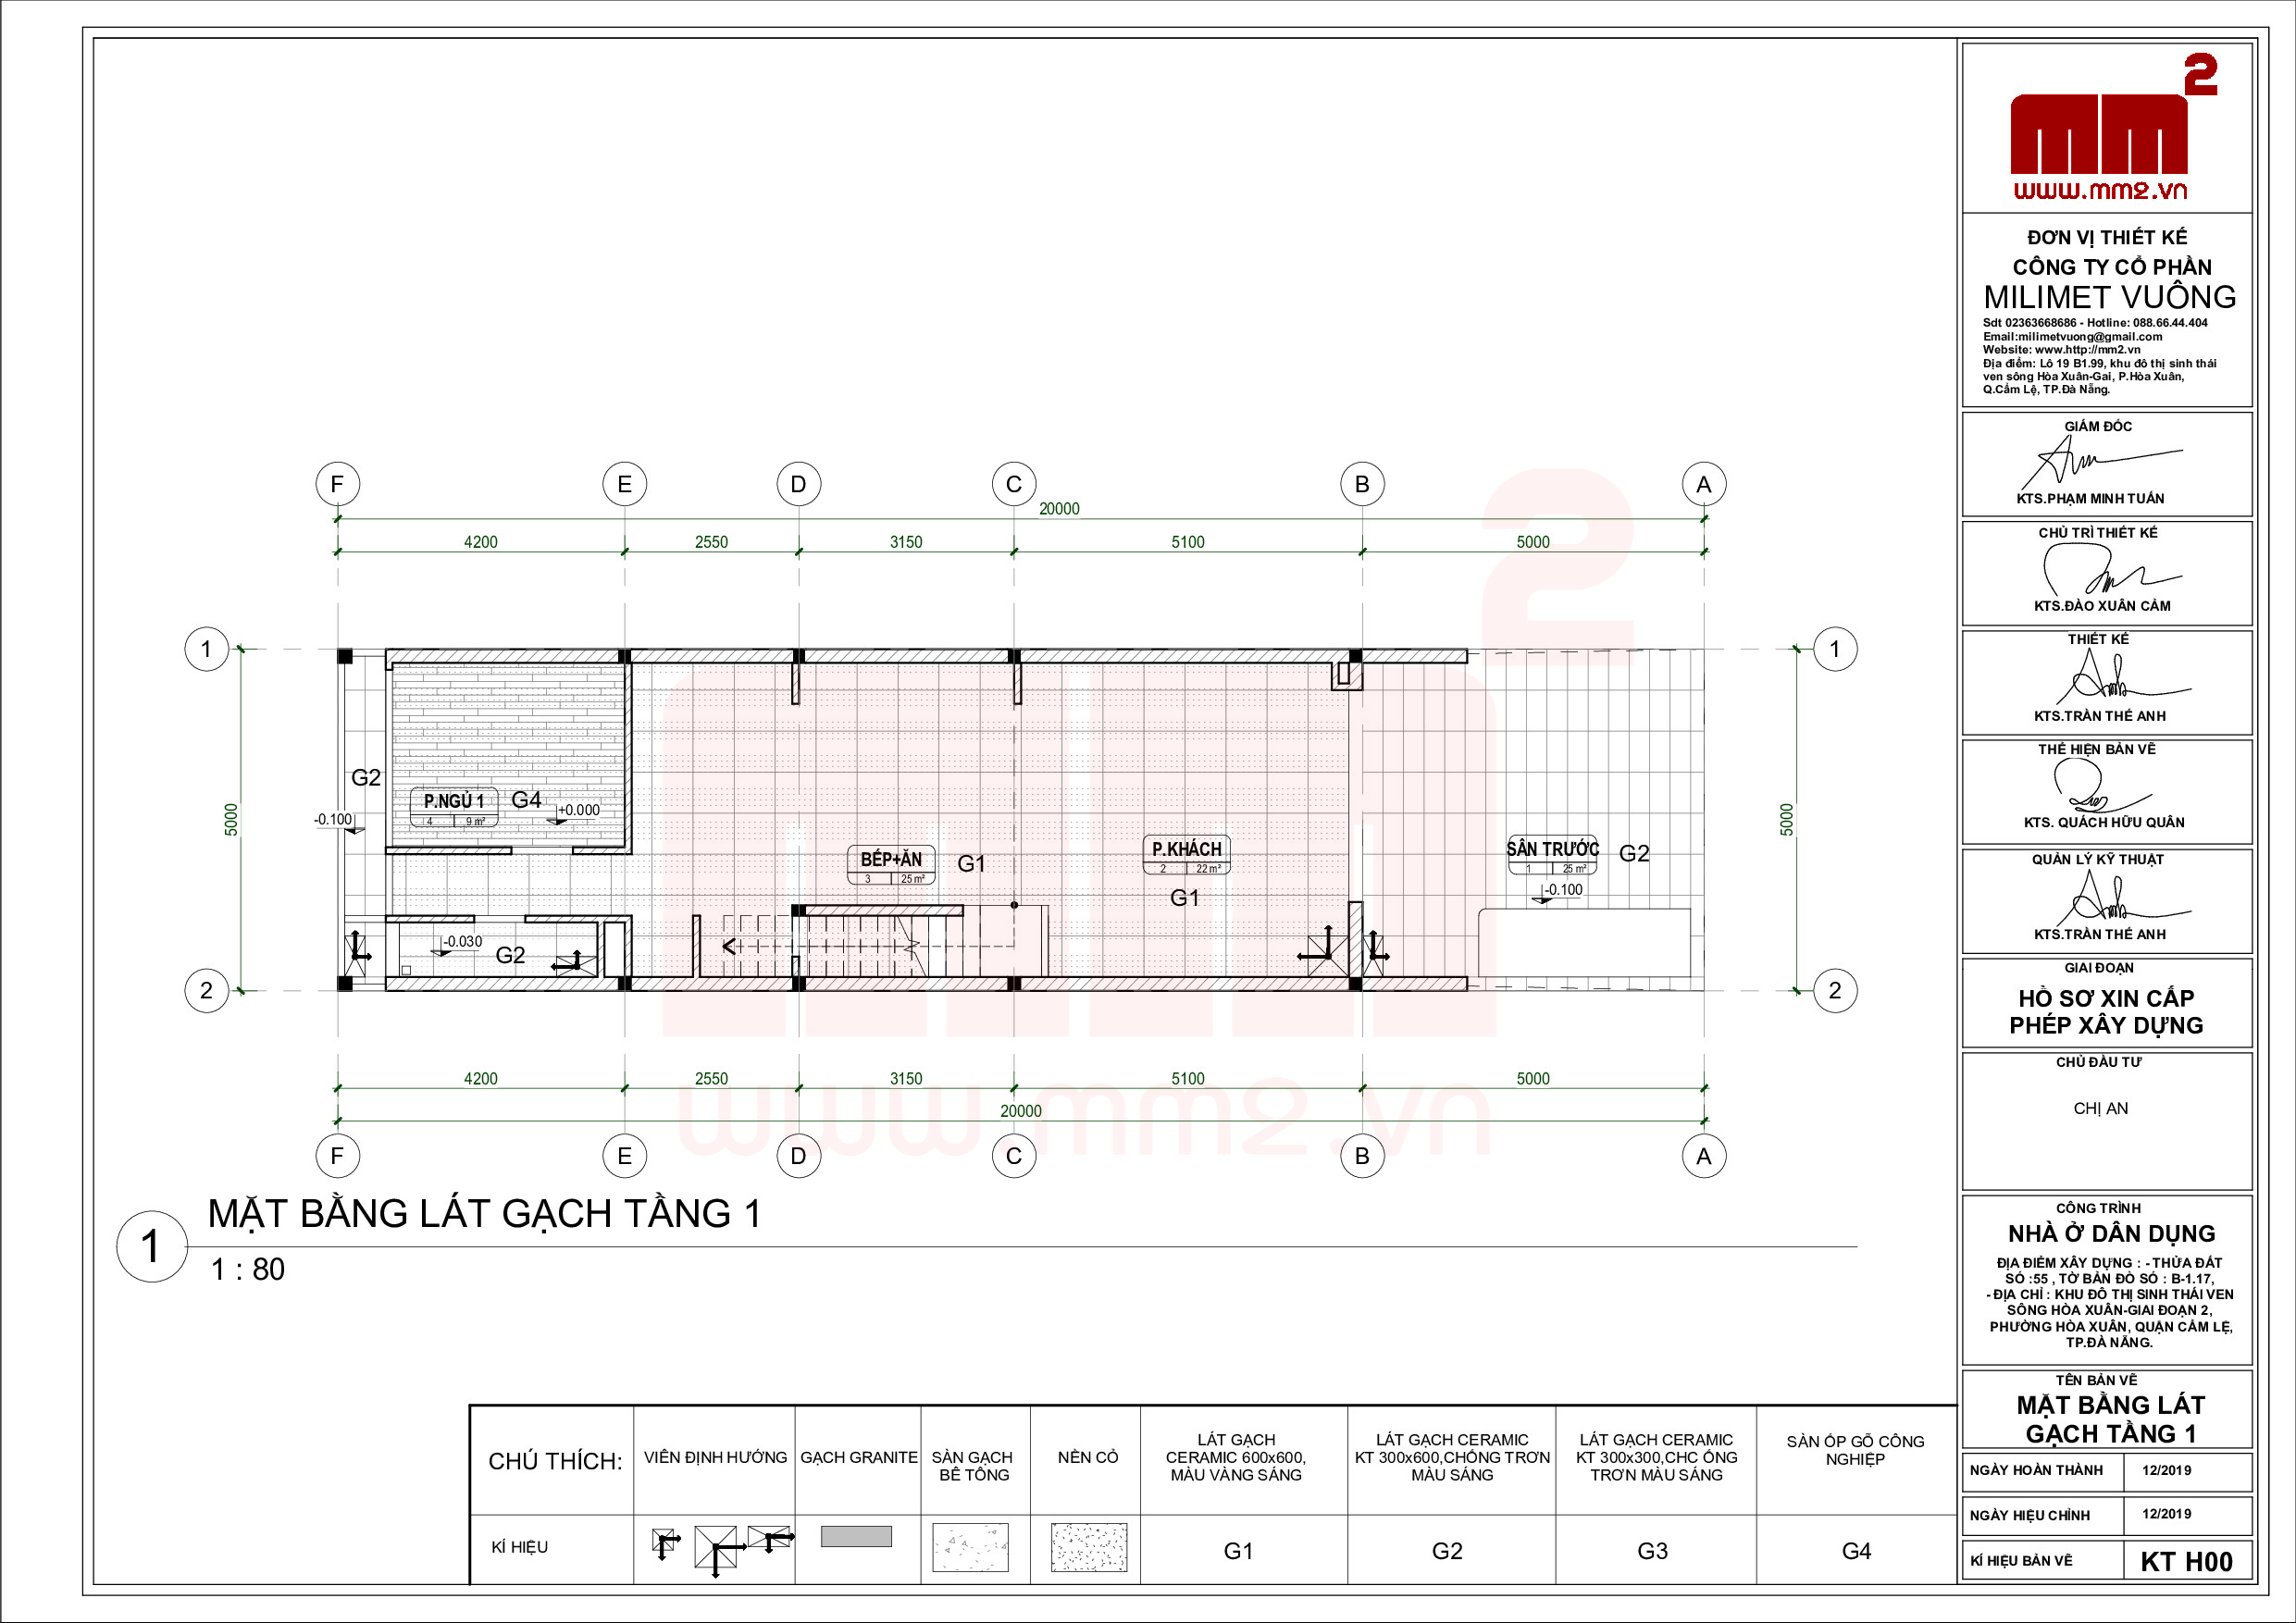 F
E
D
C
B
A
20000
4200
2550
3150
5100
5000
1
1
5000
5000
G2
P.NGỦ 1
4
9 m²
G4
+0.000
-0.100
BẾP+ĂN
3
25 m²
G1
P.KHÁCH
2
22 m²
G1
SÂN TRƯỚC
1
25 m²
G2
-0.100
-0.030
G2
2
2
4200
2550
3150
5100
5000
20000
F
E
D
C
B
A
2
www.mm2.vn
1
MẶT BẰNG LÁT GẠCH TẦNG 1
1 : 80
CHÚ THÍCH:
VIÊN ĐỊNH HƯỚNG
GẠCH GRANITE
SÀN GẠCH
BÊ TÔNG
NỀN CỎ
LÁT GẠCH
CERAMIC 600x600,
MÀU VÀNG SÁNG
LÁT GẠCH CERAMIC
KT 300x600,CHỐNG TRƠN
MÀU SÁNG
LÁT GẠCH CERAMIC
KT 300x300,CHC ỐNG
TRƠN MÀU SÁNG
SÀN ỐP GỖ CÔNG
NGHIỆP
KÍ HIỆU
G1
G2
G3
G4
mm2
www.mm2.vn
ĐƠN VỊ THIẾT KẾ
CÔNG TY CỔ PHẦN
MILIMET VUÔNG
Sdt 02363668686 - Hotline: 088.66.44.404
Email:milimetvuong@gmail.com
Website: www.http://mm2.vn
Địa điểm: Lô 19 B1.99, khu đô thị sinh thái
ven sông Hòa Xuân-Gai, P.Hòa Xuân,
Q.Cẩm Lệ, TP.Đà Nẵng.
GIÁM ĐỐC
KTS.PHẠM MINH TUẤN
CHỦ TRÌ THIẾT KẾ
KTS.ĐÀO XUÂN CẢM
THIẾT KẾ
KTS.TRẦN THẾ ANH
THỂ HIỆN BẢN VẼ
KTS. QUÁCH HỮU QUÂN
QUẢN LÝ KỸ THUẬT
KTS.TRẦN THẾ ANH
GIAI ĐOẠN
HỒ SƠ XIN CẤP
PHÉP XÂY DỰNG
CHỦ ĐẦU TƯ
CHỊ AN
CÔNG TRÌNH
NHÀ Ở DÂN DỤNG
ĐỊA ĐIỂM XÂY DỰNG : - THỬA ĐẤT
SỐ :55 , TỜ BẢN ĐỒ SỐ : B-1.17,
- ĐỊA CHỈ : KHU ĐÔ THỊ SINH THÁI VEN
SÔNG HÒA XUÂN-GIAI ĐOẠN 2,
PHƯỜNG HÒA XUÂN, QUẬN CẨM LỆ,
TP.ĐÀ NẴNG.
TÊN BẢN VẼ
MẶT BẰNG LÁT
GẠCH TẦNG 1
NGÀY HOÀN THÀNH
12/2019
NGÀY HIỆU CHỈNH
12/2019
KÍ HIỆU BẢN VẼ
KT H00